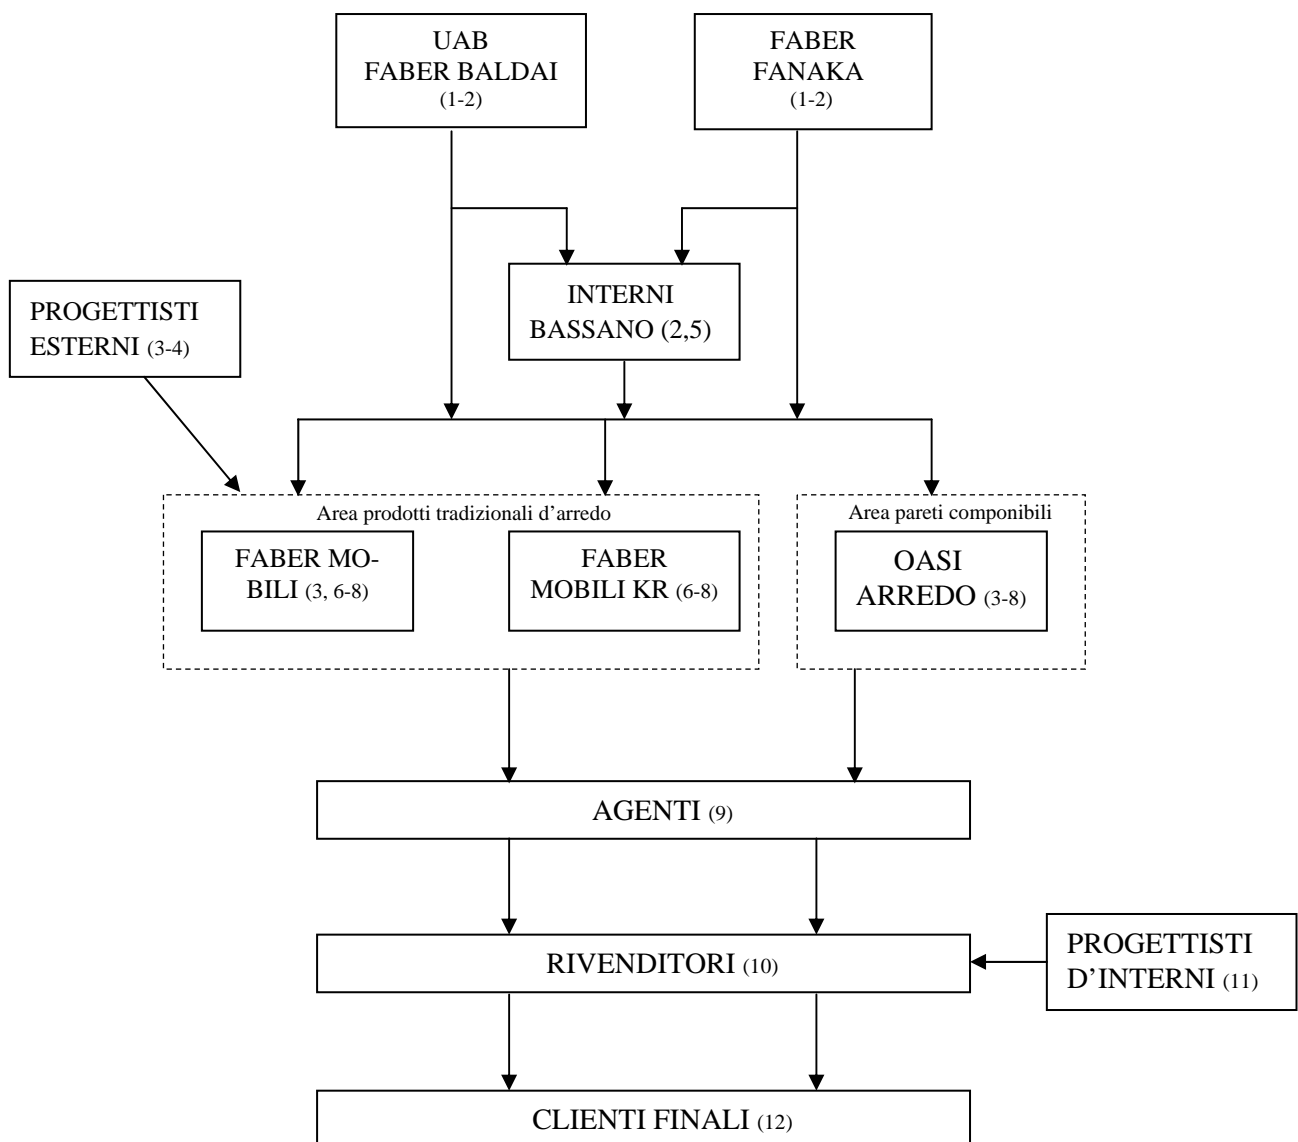 UAB
FABER BALDAI
(1-2)
FABER
FANAKA
(1-2)
INTERNI
BASSANO (2,5)
PROGETTISTI
ESTERNI (3-4)
Area prodotti tradizionali d’arredo
Area pareti componibili
FABER MO-
BILI (3, 6-8)
FABER
MOBILI KR (6-8)
OASI
ARREDO (3-8)
AGENTI (9)
RIVENDITORI (10)
PROGETTISTI
D’INTERNI (11)
CLIENTI FINALI (12)